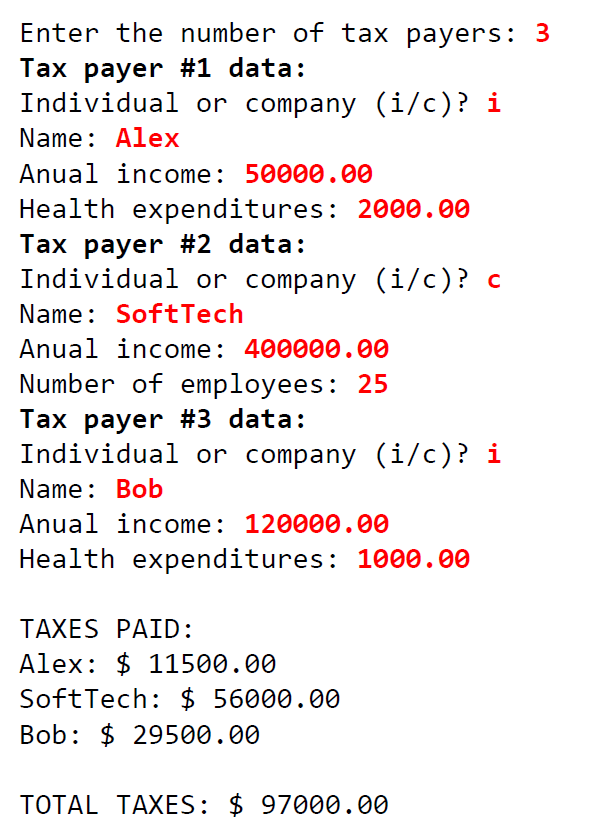 Enter the number of tax payers: 3
Tax payer #1 data:
Individual or company (i/c)? i
Name: Alex
Anual income: 50000.00
Health expenditures: 2000.00
Tax payer #2 data:
Individual or company (i/c)? c
Name: SoftTech
Anual income: 400000.00
Number of employees: 25
Tax payer #3 data:
Individual or company (i/c)? i
Name: Bob
Anual income: 120000.00
Health expenditures: 1000.00
TAXES PAID:
Alex: $ 11500.00
SoftTech: $ 56000.00
Bob: $ 29500.00
TOTAL TAXES: $ 97000.00